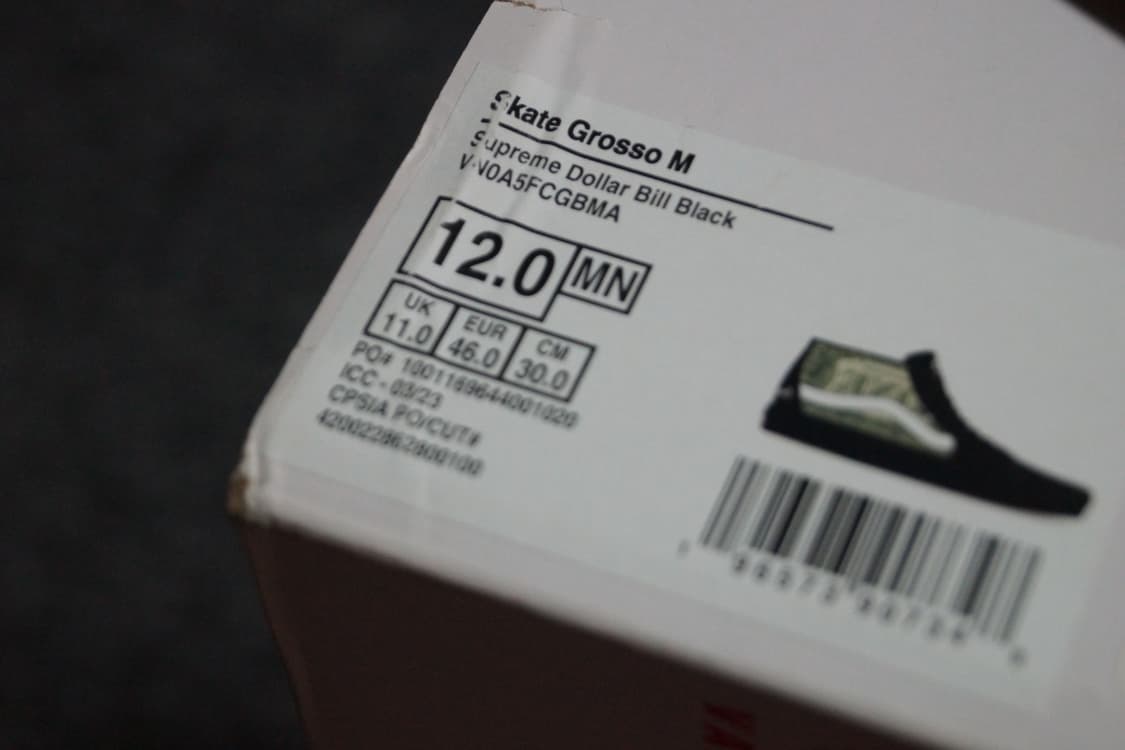 Skate Grosso M
Supreme Dollar Bill Black
VN0A5FCGBMA
12.0 MN
UK EUR CM
11.0 46.0 30.0
PO# 1001169644001020
ICC - 03/23
CPSIA PO/CUT#
420022862800100